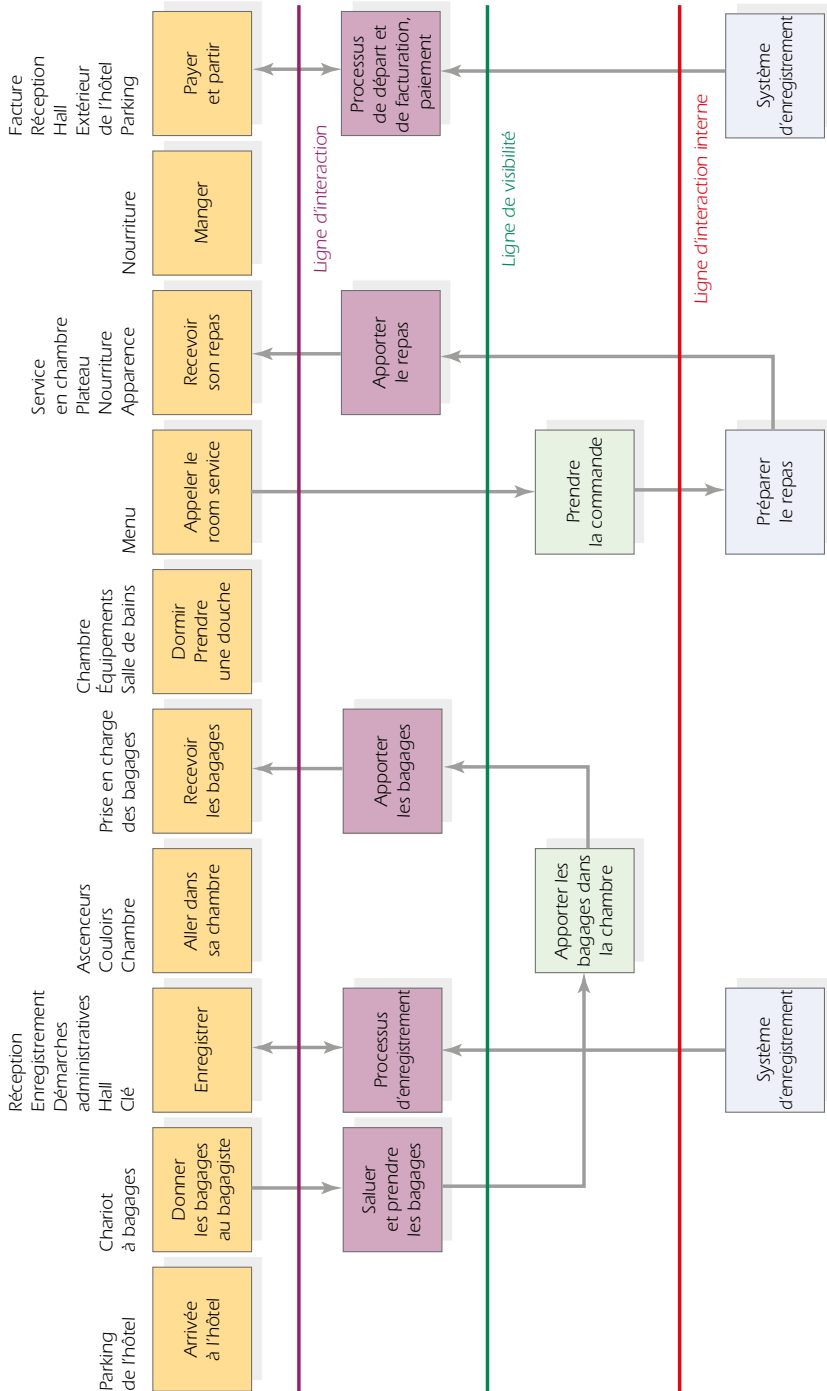 Parking
de l'hôtel
Chariot
à bagages
Réception
Enregistrement
Démarches
administratives
Hall
Clé
Ascenceurs
Couloirs
Chambre
Prise en charge
des bagages
Chambre
Équipements
Salle de bains
Menu
Service
en chambre
Plateau
Nourriture
Apparence
Nourriture
Facture
Réception
Hall
Extérieur
de l'hôtel
Parking
Arrivée
à l'hôtel
Donner
les bagages
au bagagiste
Enregistrer
Aller dans
sa chambre
Recevoir
les bagages
Dormir
Prendre
une douche
Appeler le
room service
Recevoir
son repas
Manger
Payer
et partir
Ligne d'interaction
Saluer
et prendre
les bagages
Processus
d'enregistrement
Apporter
les bagages
Apporter
le repas
Processus
de départ et
de facturation,
paiement
Ligne de visibilité
Apporter les
bagages dans
la chambre
Prendre
la commande
Ligne d'interaction interne
Système
d'enregistrement
Préparer
le repas
Système
d'enregistrement